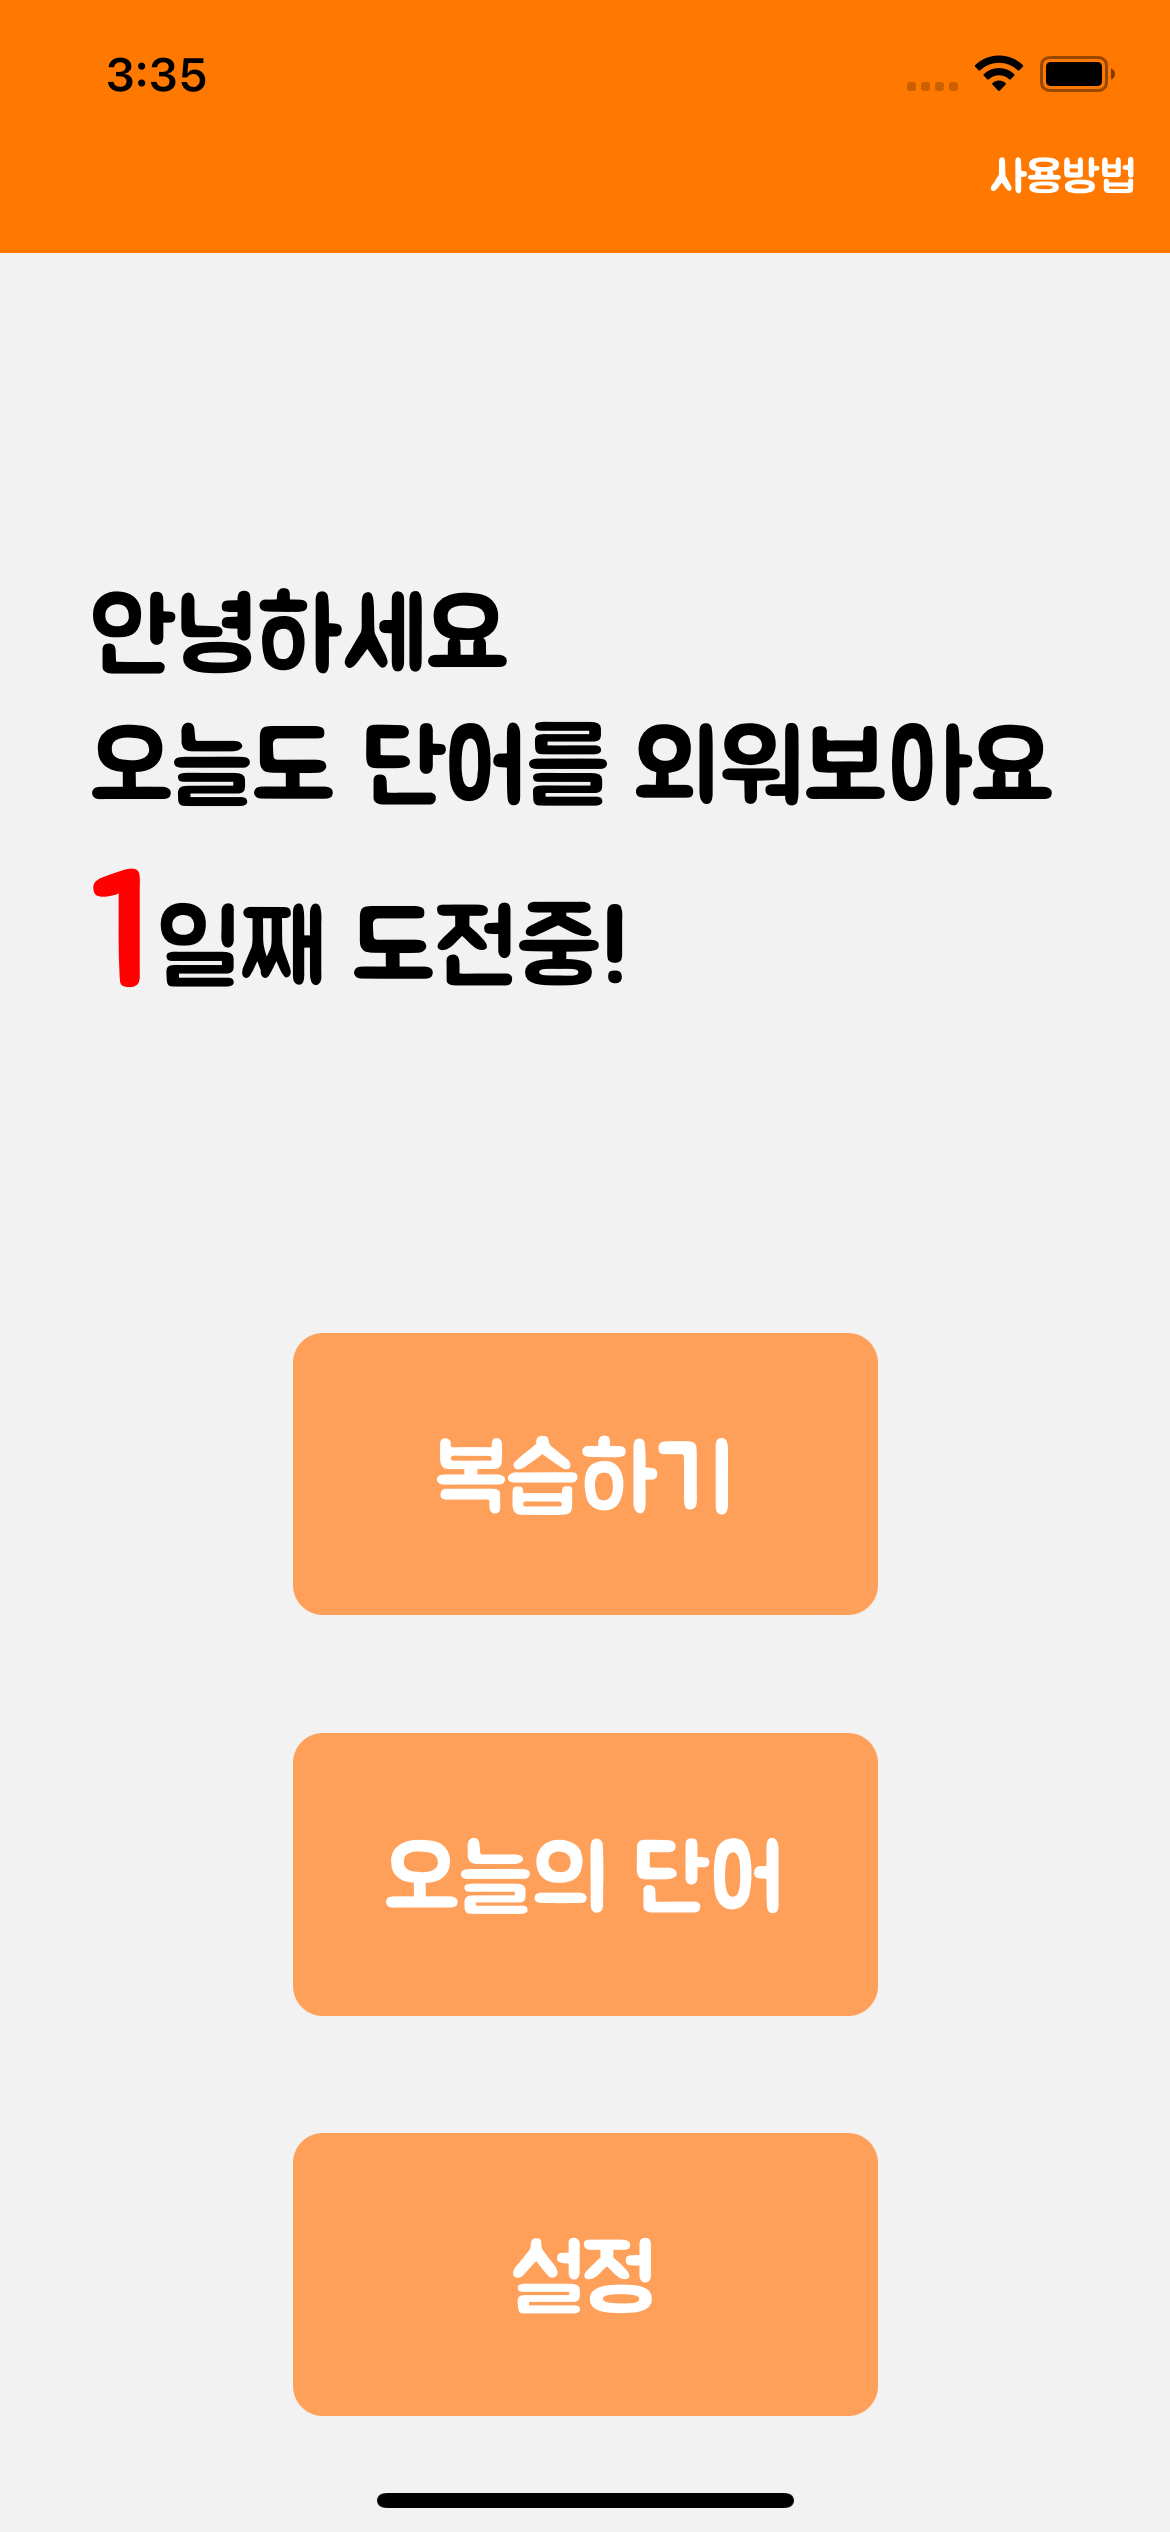 3:35
사용방법
안녕하세요
오늘도 단어를 외워보아요
1일째 도전중!
복습하기
오늘의 단어
설정